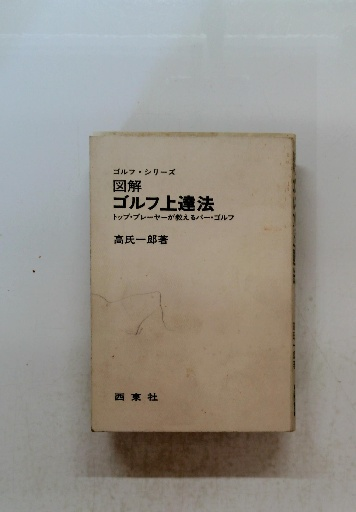 ゴルフ・シリーズ
図解
ゴルフ上達法
トップ・プレーヤーが教えるパー・ゴルフ
高氏一郎著
西東社